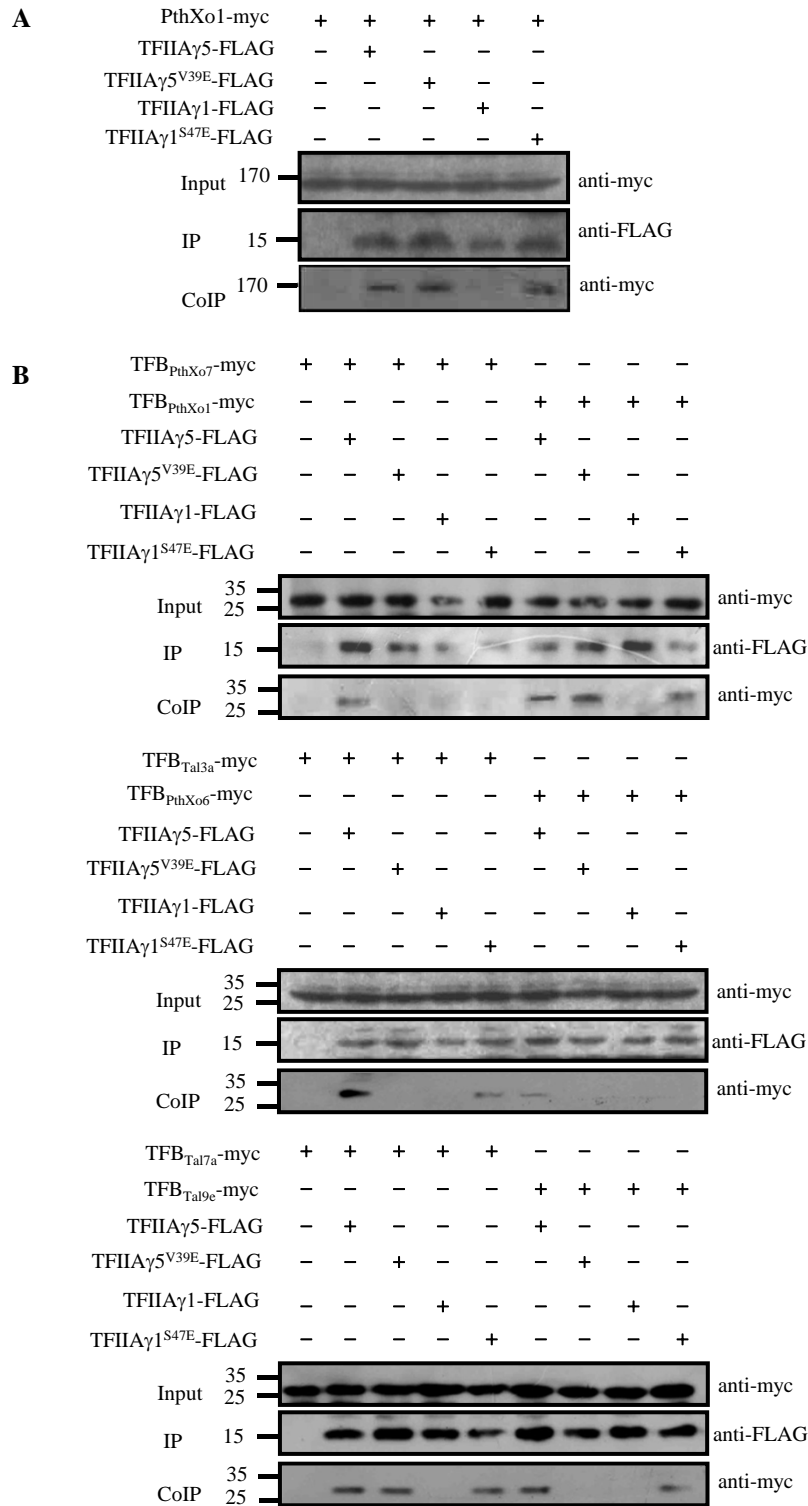 A
PthXo1-myc + + + + +
TFIIAγ5-FLAG – + – – –
TFIIAγ5V39E-FLAG – – + – –
TFIIAγ1-FLAG – – – + –
TFIIAγ1S47E-FLAG – – – – +
Input 170 anti-myc
IP 15 anti-FLAG
CoIP 170 anti-myc
B
TFBPthXo7-myc + + + + + – – – –
TFBPthXo1-myc – – – – – + + + +
TFIIAγ5-FLAG – + – – – + – – –
TFIIAγ5V39E-FLAG – – + – – – + – –
TFIIAγ1-FLAG – – – + – – – + –
TFIIAγ1S47E-FLAG – – – – + – – – +
35
Input 25 anti-myc
IP 15 anti-FLAG
35
CoIP 25 anti-myc
TFBTal3a-myc + + + + + – – – –
TFBPthXo6-myc – – – – – + + + +
TFIIAγ5-FLAG – + – – – + – – –
TFIIAγ5V39E-FLAG – – + – – – + – –
TFIIAγ1-FLAG – – – + – – – + –
TFIIAγ1S47E-FLAG – – – – + – – – +
35
Input 25 anti-myc
IP 15 anti-FLAG
35
CoIP 25 anti-myc
TFBTal7a-myc + + + + + – – – –
TFBTal9e-myc – – – – – + + + +
TFIIAγ5-FLAG – + – – – + – – –
TFIIAγ5V39E-FLAG – – + – – – + – –
TFIIAγ1-FLAG – – – + – – – + –
TFIIAγ1S47E-FLAG – – – – + – – – +
35
Input 25 anti-myc
IP 15 anti-FLAG
35
CoIP 25 anti-myc